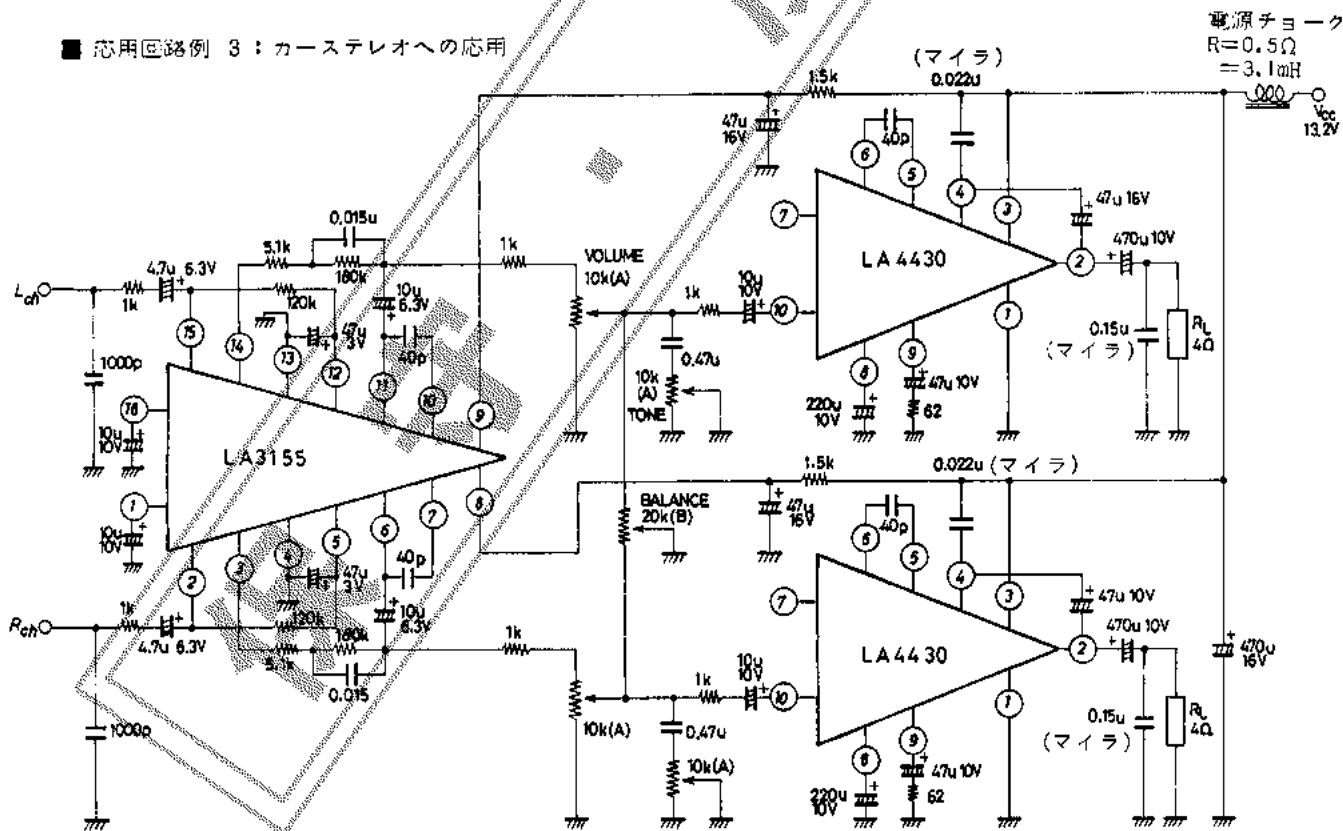 ■ 応用回路例 3：カーステレオへの応用
電源チョーク
R=0.5Ω
=3.1mH
VCC
13.2V
(マイラ)
0.022u
1.5k
47u
16V
40p
6
5
4
3
7
47u 16V
LA4430
2
470u 10V
10u
10V
10
1
0.15u
(マイラ)
RL
4Ω
8
9
220u
10V
47u 10V
62
0.015u
5.1k
180k
1k
VOLUME
10k(A)
4.7u 6.3V
Lch
1k
120k
10u
6.3V
47u
3V
40p
1k
0.47u
10k
(A)
TONE
15
14
13
12
11
10
9
1000p
16
10u
10V
LA3155
1
10u
10V
2
3
4
5
6
7
8
47u
3V
40p
10u
6.3V
120k
180k
5.1k
0.015
Rch
1k
4.7u 6.3V
1000p
1k
10k(A)
BALANCE
20k(B)
1.5k
0.022u (マイラ)
47u
16V
40p
6
5
4
3
7
47u 10V
LA4430
2
470u 10V
470u
16V
10u
10V
1k
10
1
0.15u
(マイラ)
RL
4Ω
0.47u
10k(A)
8
9
220u
10V
47u 10V
62